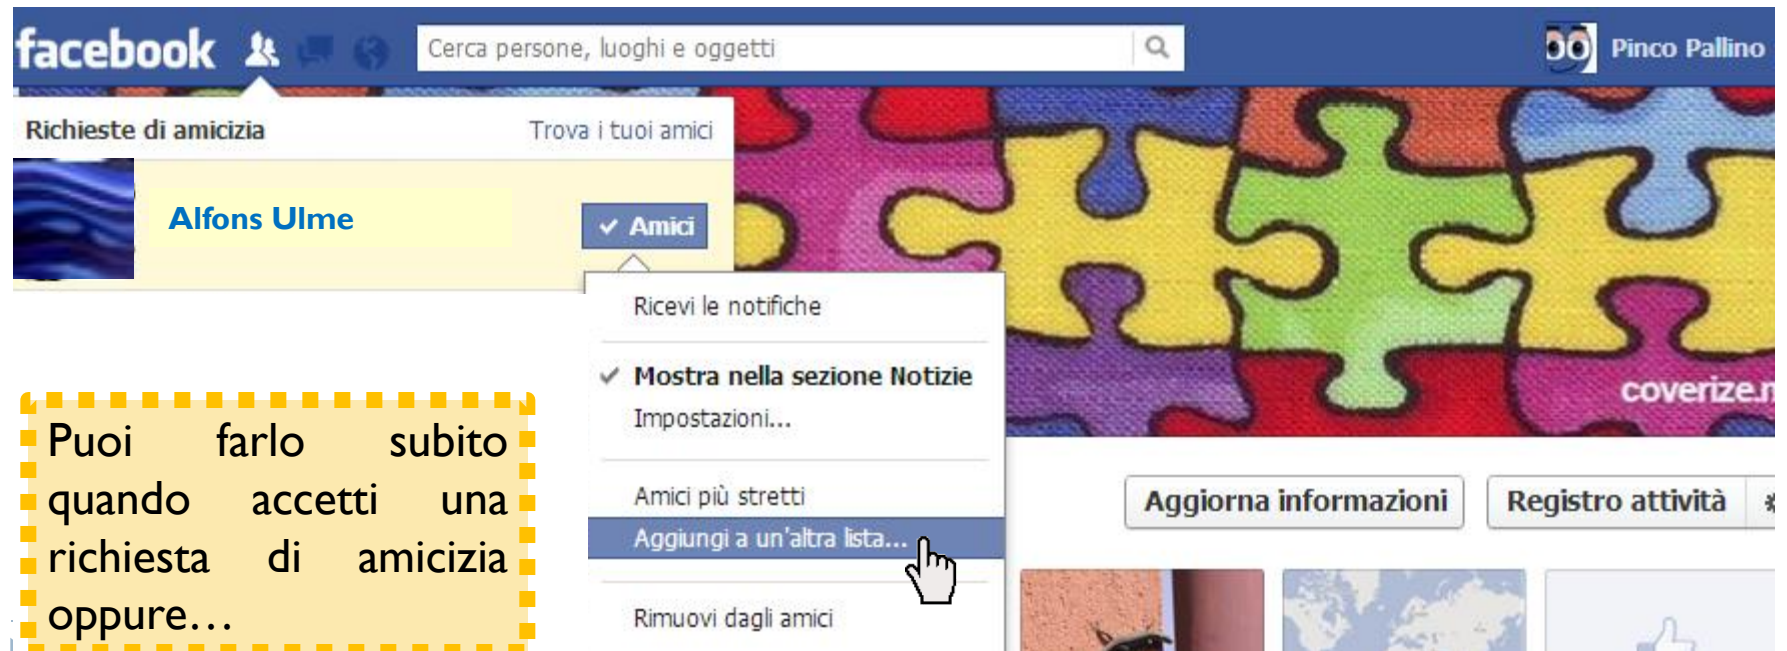 facebook
Cerca persone, luoghi e oggetti
Pinco Pallino
Richieste di amicizia
Trova i tuoi amici
Alfons Ulme
Amici
Ricevi le notifiche
Mostra nella sezione Notizie
Impostazioni...
Amici più stretti
Aggiungi a un'altra lista...
Rimuovi dagli amici
Puoi farlo subito
quando accetti una
richiesta di amicizia
oppure…
coverize.
Aggiorna informazioni
Registro attività